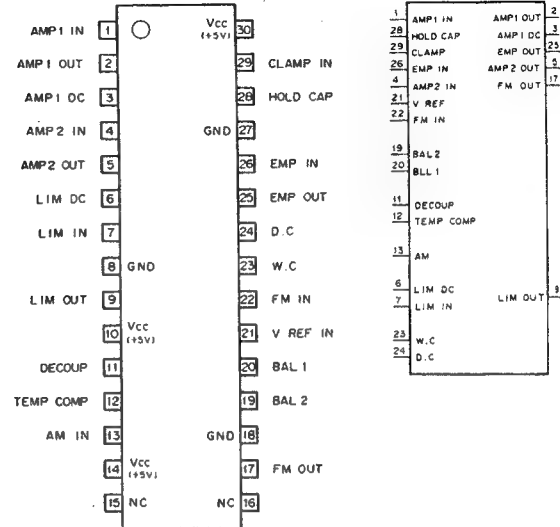 AMP1 IN 1
AMP1 OUT 2
AMP1 DC 3
AMP2 IN 4
AMP2 OUT 5
LIM DC 6
LIM IN 7
8 GND
LIM OUT 9
10 Vcc (+5V)
DECOUP 11
TEMP COMP 12
AM IN 13
14 Vcc (+5V)
15 NC
Vcc (+5V) 30
29 CLAMP IN
28 HOLD CAP
GND 27
26 EMP IN
25 EMP OUT
24 D.C
23 W.C
22 FM IN
21 V REF IN
20 BAL 1
19 BAL 2
GND 18
17 FM OUT
NC 16
1 AMP1 IN
28 HOLD CAP
29 CLAMP
26 EMP IN
4 AMP2 IN
21 V REF
22 FM IN
19 BAL2
20 BLL 1
11 DECOUP
12 TEMP COMP
13 AM
6 LIM DC
7 LIM IN
23 W.C
24 D.C
AMP1 OUT 2
AMP1 DC 3
EMP OUT 25
AMP2 OUT 5
FM OUT 17
LIM OUT 9